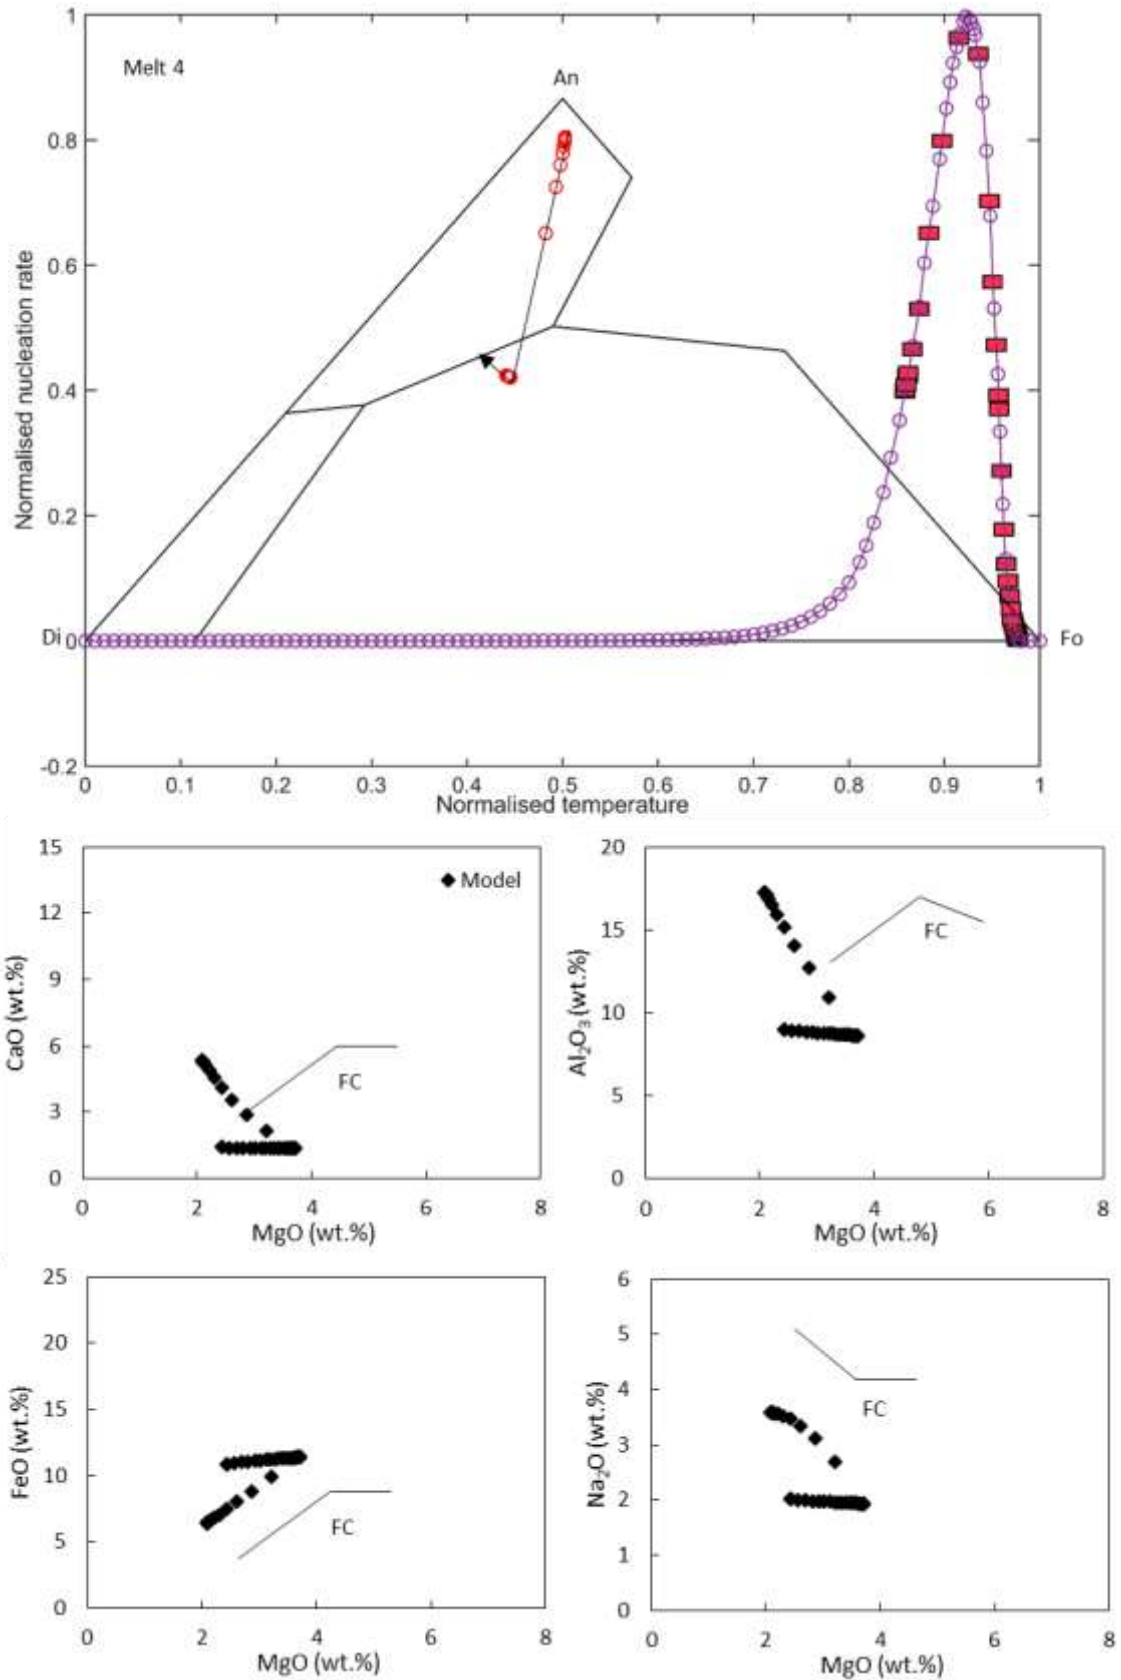 1
Melt 4
An
0.8
0.6
Normalised nucleation rate
0.4
0.2
Di 0
Fo
-0.2
0 0.1 0.2 0.3 0.4 0.5 0.6 0.7 0.8 0.9 1
Normalised temperature
15
12
9
6
3
0
CaO (wt.%)
Model
FC
0 2 4 6 8
MgO (wt.%)
20
15
10
5
0
Al₂O₃ (wt.%)
FC
0 2 4 6 8
MgO (wt.%)
25
20
15
10
5
0
FeO (wt.%)
FC
0 2 4 6 8
MgO (wt.%)
6
5
4
3
2
1
0
Na₂O (wt.%)
FC
0 2 4 6 8
MgO (wt.%)